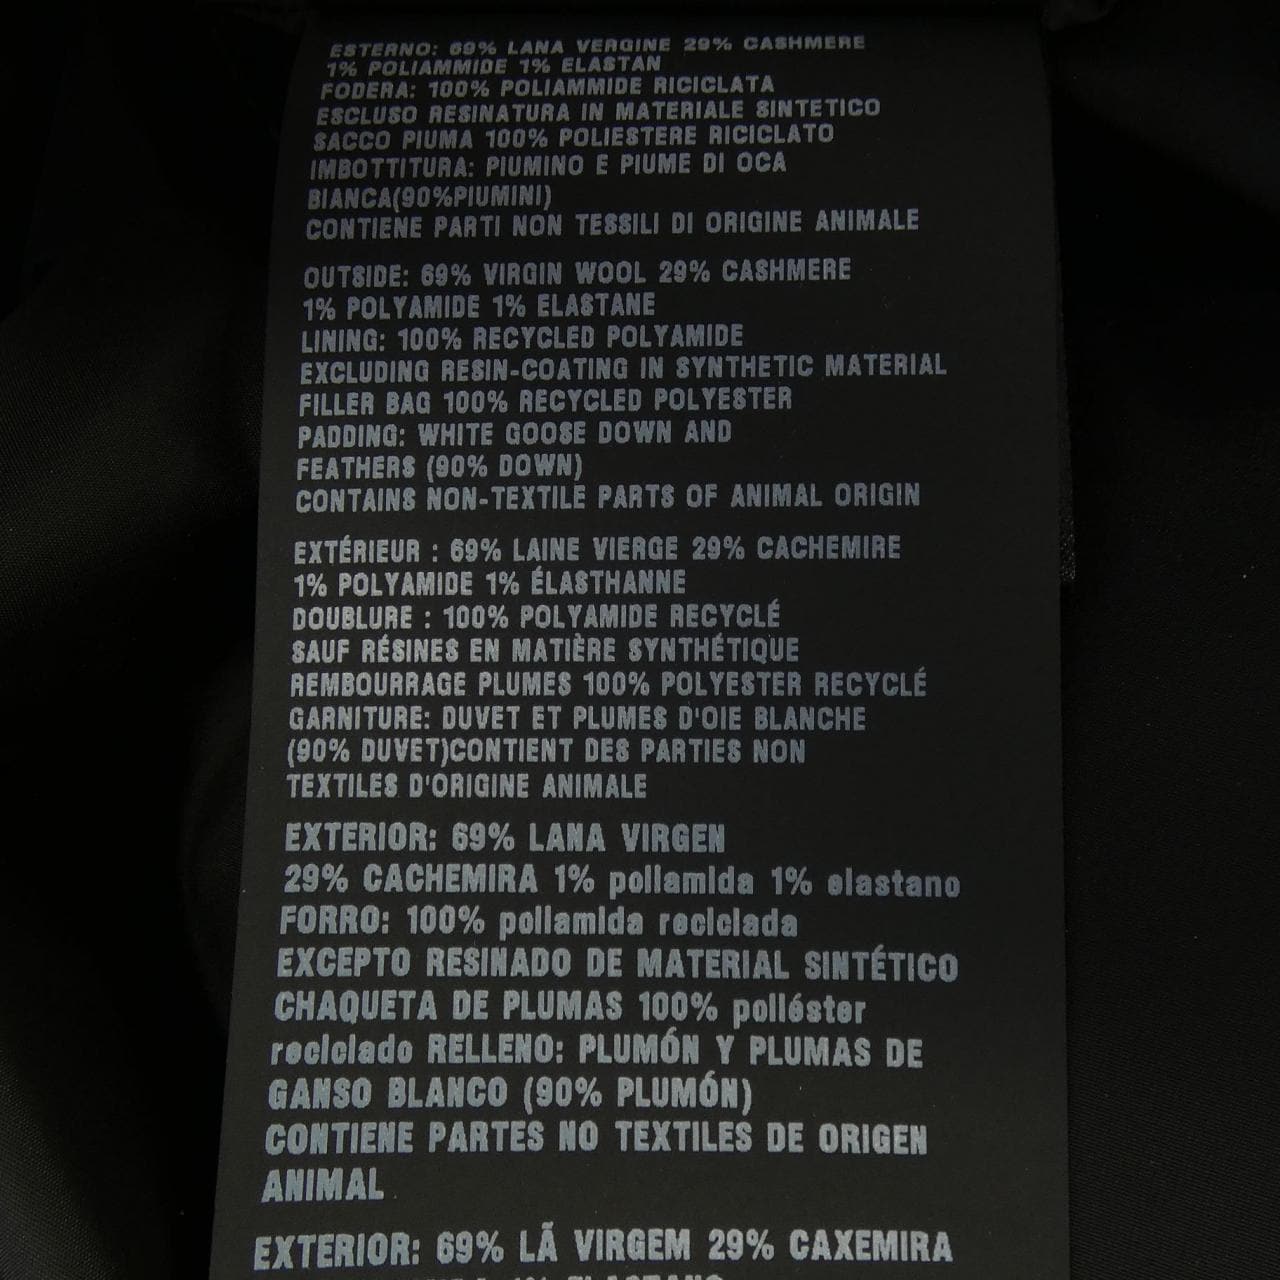 ESTERNO: 69% LANA VERGINE 29% CASHMERE
1% POLIAMMIDE 1% ELASTAN
FODERA: 100% POLIAMMIDE RICICLATA
ESCLUSO RESINATURA IN MATERIALE SINTETICO
SACCO PIUMA 100% POLIESTERE RICICLATO
IMBOTTITURA: PIUMINO E PIUME DI OCA
BIANCA(90%PIUMINI)
CONTIENE PARTI NON TESSILI DI ORIGINE ANIMALE
OUTSIDE: 69% VIRGIN WOOL 29% CASHMERE
1% POLYAMIDE 1% ELASTANE
LINING: 100% RECYCLED POLYAMIDE
EXCLUDING RESIN-COATING IN SYNTHETIC MATERIAL
FILLER BAG 100% RECYCLED POLYESTER
PADDING: WHITE GOOSE DOWN AND
FEATHERS (90% DOWN)
CONTAINS NON-TEXTILE PARTS OF ANIMAL ORIGIN
EXTÉRIEUR : 69% LAINE VIERGE 29% CACHEMIRE
1% POLYAMIDE 1% ÉLASTHANNE
DOUBLURE : 100% POLYAMIDE RECYCLÉ
SAUF RÉSINES EN MATIÈRE SYNTHÉTIQUE
REMBOURRAGE PLUMES 100% POLYESTER RECYCLÉ
GARNITURE: DUVET ET PLUMES D'OIE BLANCHE
(90% DUVET)CONTIENT DES PARTIES NON
TEXTILES D'ORIGINE ANIMALE
EXTERIOR: 69% LANA VIRGEN
29% CACHEMIRA 1% poliamida 1% elastano
FORRO: 100% poliamida reciclada
EXCEPTO RESINADO DE MATERIAL SINTÉTICO
CHAQUETA DE PLUMAS 100% poliéster
reciclado RELLENO: PLUMÓN Y PLUMAS DE
GANSO BLANCO (90% PLUMÓN)
CONTIENE PARTES NO TEXTILES DE ORIGEN
ANIMAL
EXTERIOR: 69% LÃ VIRGEM 29% CAXEMIRA
1% ELASTANO